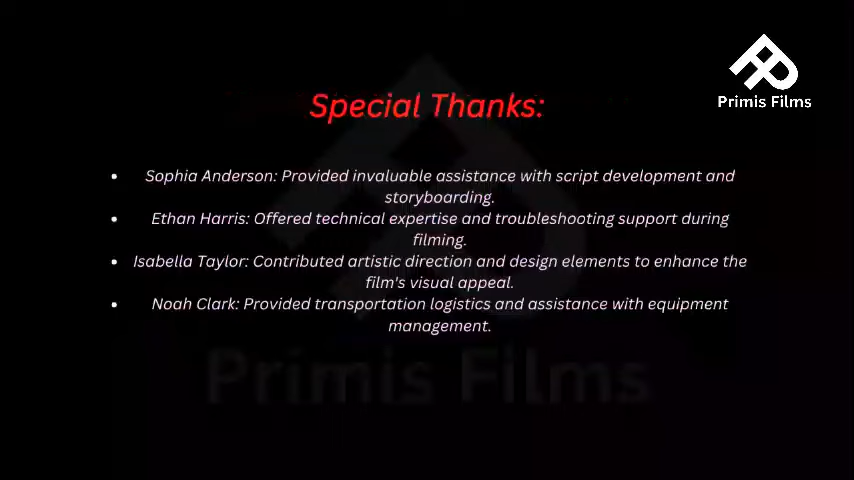 Primis Films
Special Thanks:
• Sophia Anderson: Provided invaluable assistance with script development and
storyboarding.
• Ethan Harris: Offered technical expertise and troubleshooting support during
filming.
• Isabella Taylor: Contributed artistic direction and design elements to enhance the
film's visual appeal.
• Noah Clark: Provided transportation logistics and assistance with equipment
management.
Primis Films